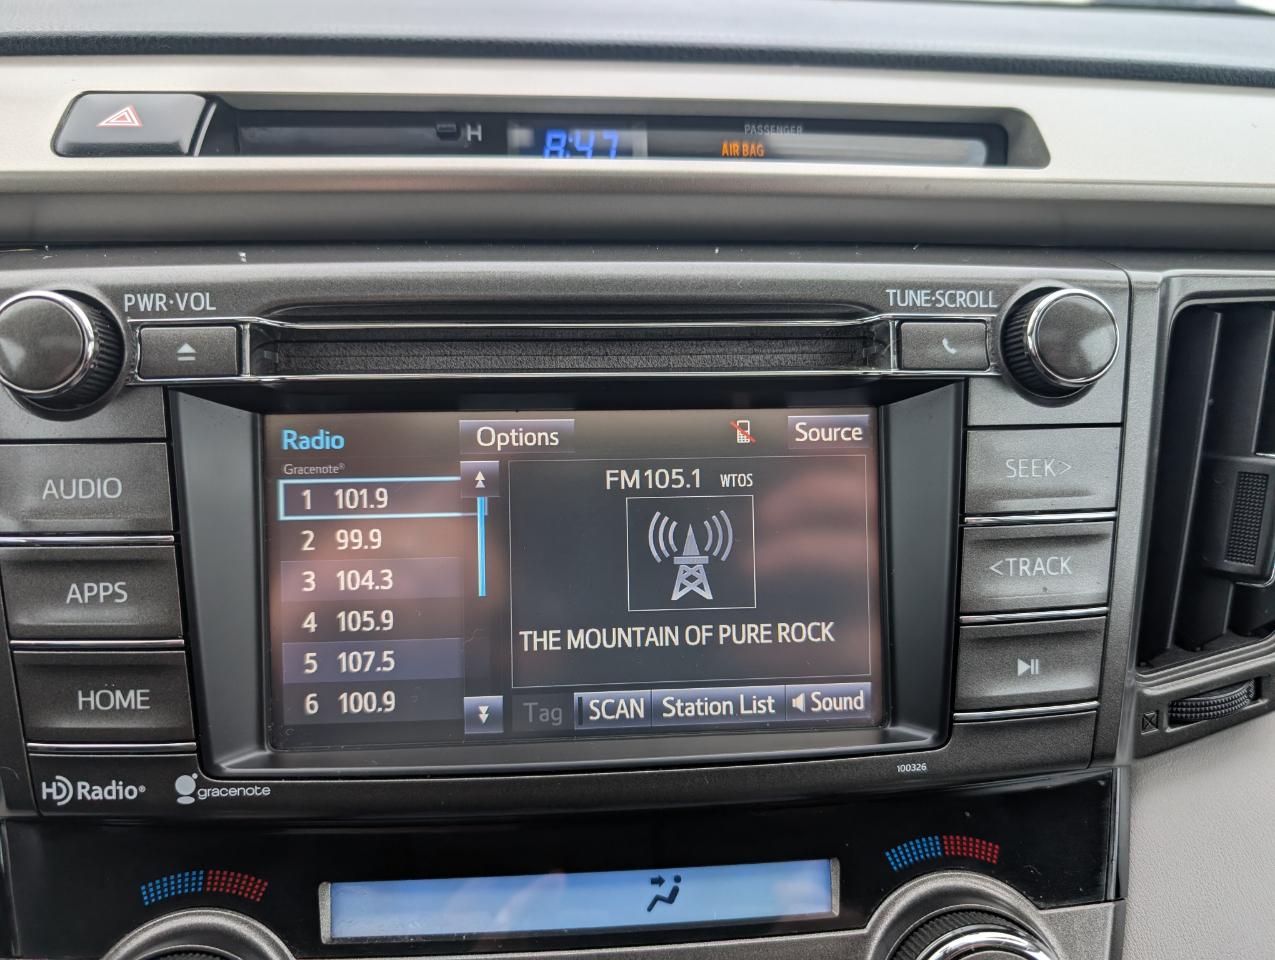 H
8:47
PASSENGER
AIR BAG
PWR·VOL
TUNE·SCROLL
AUDIO
APPS
HOME
Radio
Options
Source
Gracenote®
1 101.9
2 99.9
3 104.3
4 105.9
5 107.5
6 100.9
FM 105.1 WTOS
THE MOUNTAIN OF PURE ROCK
Tag
SCAN
Station List
Sound
SEEK>
<TRACK
HD Radio®
gracenote
100326